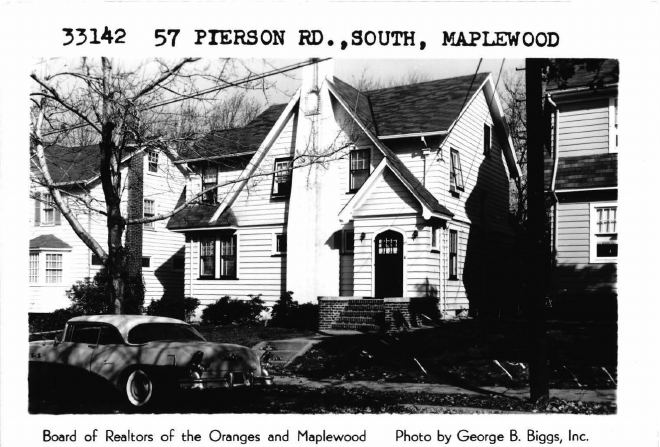 33142 57 PIERSON RD.,SOUTH, MAPLEWOOD
Board of Realtors of the Oranges and Maplewood Photo by George B. Biggs, Inc.